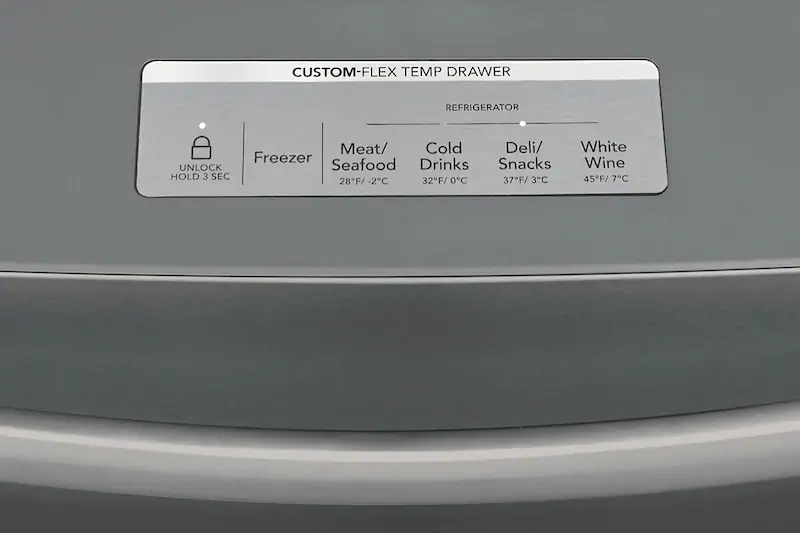 CUSTOM-FLEX TEMP DRAWER
REFRIGERATOR
UNLOCK
HOLD 3 SEC
Freezer
Meat/
Seafood
28°F/ -2°C
Cold
Drinks
32°F/ 0°C
Deli/
Snacks
37°F/ 3°C
White
Wine
45°F/ 7°C